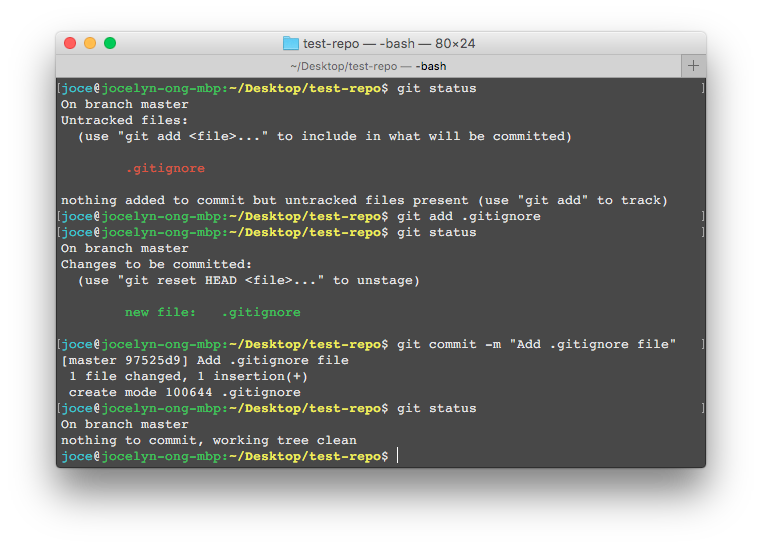 test-repo — -bash — 80×24
~/Desktop/test-repo — -bash +
[joce@jocelyn-ong-mbp:~/Desktop/test-repo$ git status ]
On branch master
Untracked files:
  (use "git add <file>..." to include in what will be committed)
        .gitignore
nothing added to commit but untracked files present (use "git add" to track)
[joce@jocelyn-ong-mbp:~/Desktop/test-repo$ git add .gitignore ]
[joce@jocelyn-ong-mbp:~/Desktop/test-repo$ git status ]
On branch master
Changes to be committed:
  (use "git reset HEAD <file>..." to unstage)
        new file:   .gitignore
[joce@jocelyn-ong-mbp:~/Desktop/test-repo$ git commit -m "Add .gitignore file" ]
[master 97525d9] Add .gitignore file
 1 file changed, 1 insertion(+)
 create mode 100644 .gitignore
[joce@jocelyn-ong-mbp:~/Desktop/test-repo$ git status ]
On branch master
nothing to commit, working tree clean
joce@jocelyn-ong-mbp:~/Desktop/test-repo$